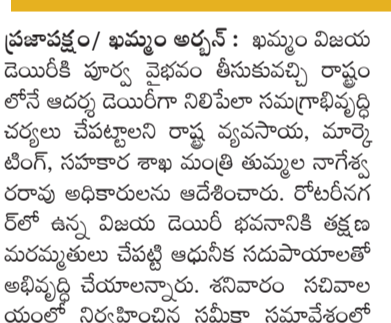 ప్రజాపక్షం/ ఖమ్మం అర్బన్ : ఖమ్మం విజయ
డెయిరీకి పూర్వ వైభవం తీసుకువచ్చి రాష్ట్రం
లోనే ఆదర్శ డెయిరీగా నిలిపేలా సమగ్రాభివృద్ధి
చర్యలు చేపట్టాలని రాష్ట్ర వ్యవసాయ, మార్కె
టింగ్, సహకార శాఖ మంత్రి తుమ్మల నాగేశ్వ
రరావు అధికారులను ఆదేశించారు. రోటరీనగ
ర్‌లో ఉన్న విజయ డెయిరీ భవనానికి తక్షణ
మరమ్మతులు చేపట్టి ఆధునీక సదుపాయాలతో
అభివృద్ధి చేయాలన్నారు. శనివారం సచివాల
యంలో నిర్వహించిన సమీక్షా సమావేశంలో